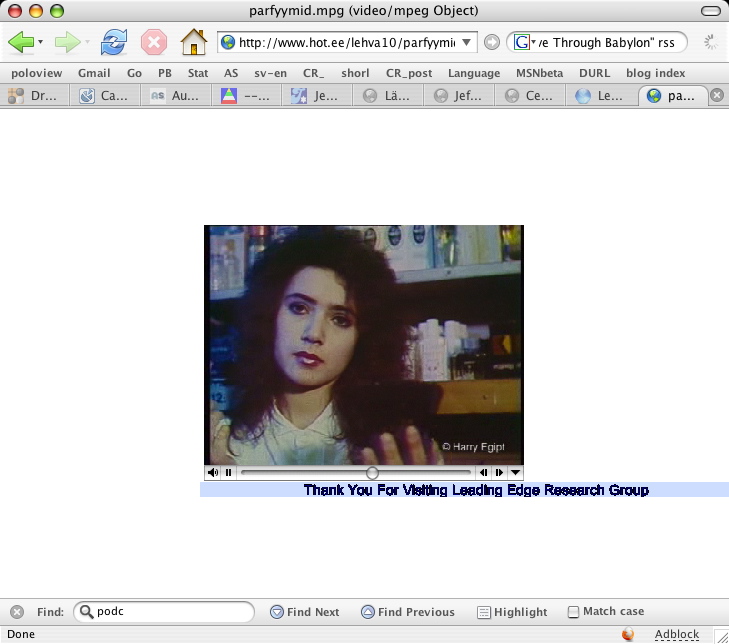 parfyymid.mpg (video/mpeg Object)
http://www.hot.ee/lehva10/parfyymi
G ve Through Babylon" rss
poloview Gmail Go PB Stat AS sv-en CR_ shorl CR_post Language MSNbeta DURL blog index
Dr... Ca... AS Au... --... Je... Lä... Jef... Ce... Le... pa...
© Harry Egipt
Thank You For Visiting Leading Edge Research Group
Find: podc Find Next Find Previous Highlight Match case
Done Adblock